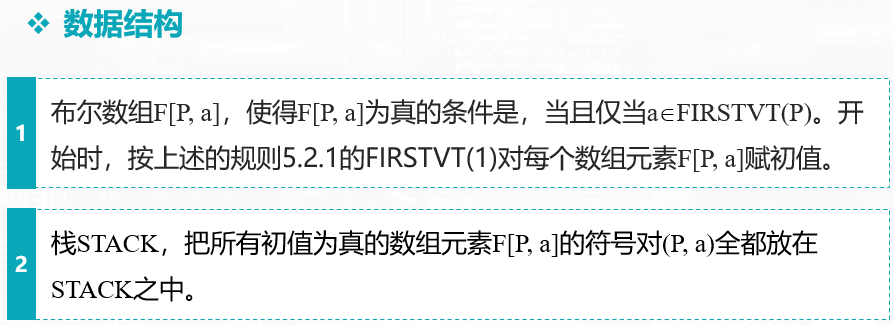 ❖ 数据结构
1
布尔数组F[P, a]，使得F[P, a]为真的条件是，当且仅当a∈FIRSTVT(P)。开
始时，按上述的规则5.2.1的FIRSTVT(1)对每个数组元素F[P, a]赋初值。
2
栈STACK，把所有初值为真的数组元素F[P, a]的符号对(P, a)全都放在
STACK之中。